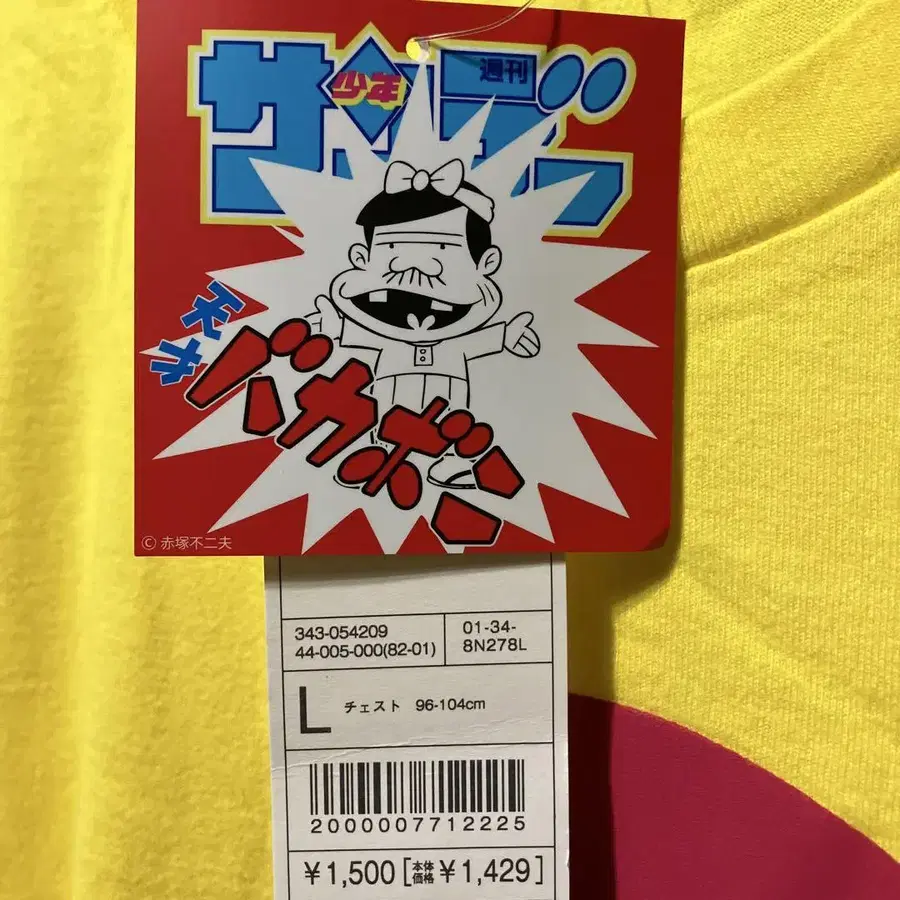 週刊
少年
サンデー
天才
バカボン
© 赤塚不二夫
343-054209
44-005-000(82-01)
01-34-
8N278L
L チェスト 96-104cm
2000007712225
¥1,500 [本体価格 ¥1,429]